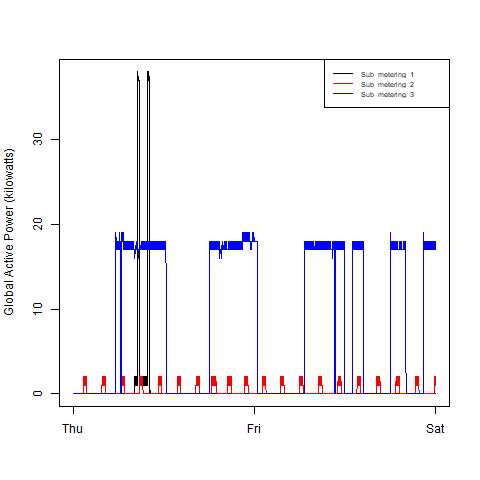 Sub metering 1
Sub metering 2
Sub metering 3
Global Active Power (kilowatts)
30
20
10
0
Thu Fri Sat